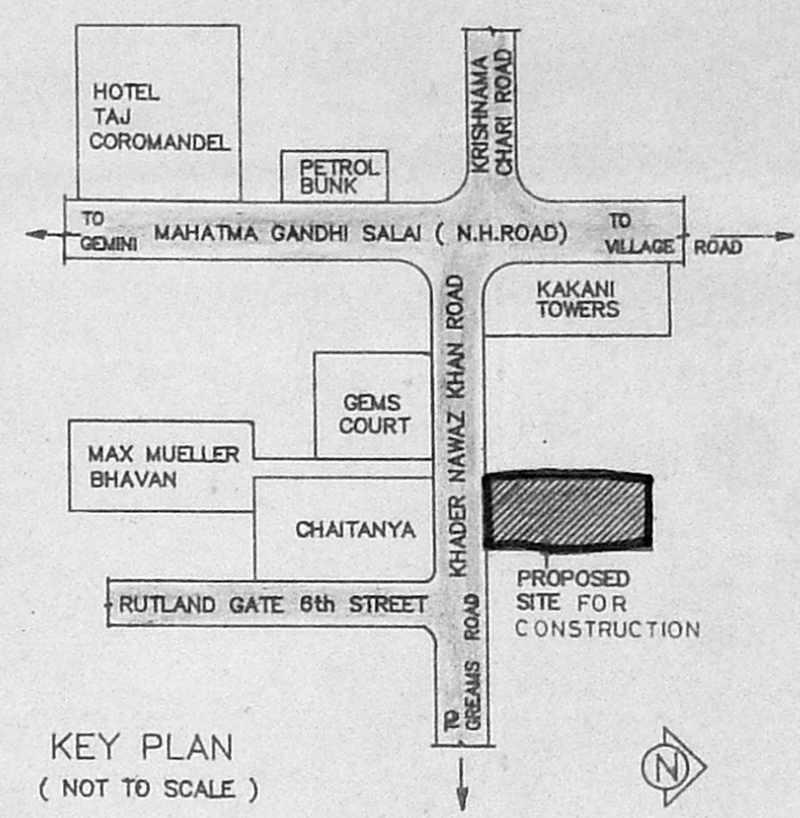 HOTEL
TAJ
COROMANDEL
PETROL
BUNK
KRISHNAMA
CHARI ROAD
TO
GEMINI
MAHATMA GANDHI SALAI ( N.H.ROAD)
TO
VILLAGE ROAD
KAKANI
TOWERS
KHADER NAWAZ KHAN ROAD
GEMS
COURT
MAX MUELLER
BHAVAN
CHAITANYA
PROPOSED
SITE FOR
CONSTRUCTION
RUTLAND GATE 6th STREET
TO
GREAMS ROAD
KEY PLAN
( NOT TO SCALE )
N